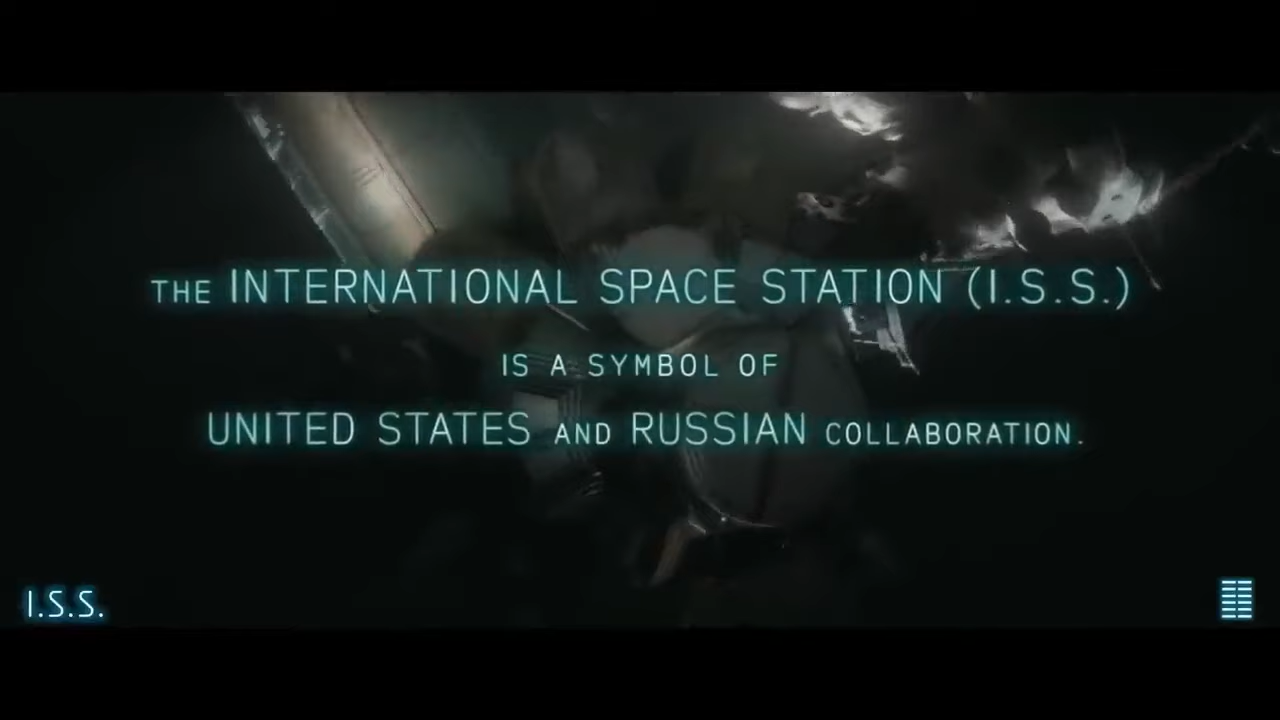 THE INTERNATIONAL SPACE STATION (I.S.S.)
IS A SYMBOL OF
UNITED STATES AND RUSSIAN COLLABORATION.
I.S.S.